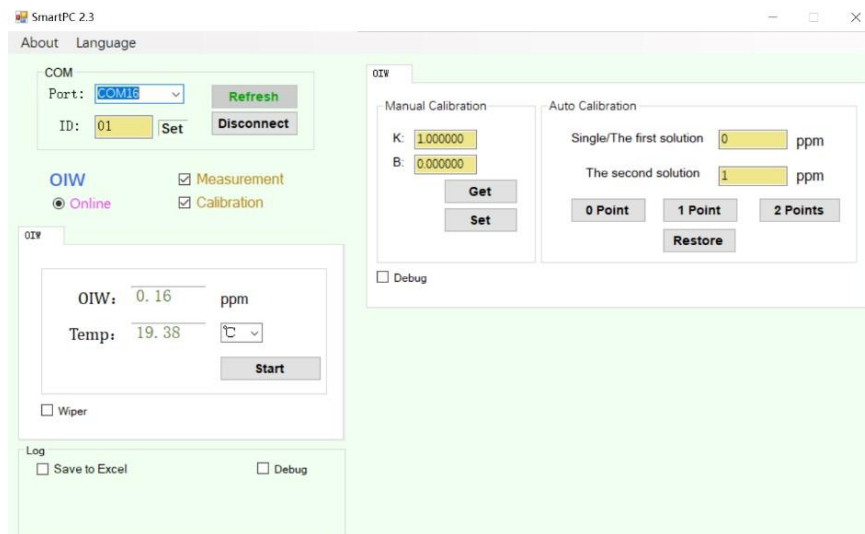 SmartPC 2.3
About Language
COM
Port: COM16
Refresh
ID: 01 Set
Disconnect
OIW
Measurement
Online
Calibration
OIW
OIW: 0.16 ppm
Temp: 19.38 ℃
Start
Wiper
Log
Save to Excel
Debug
OIW
Manual Calibration
K: 1.000000
B: 0.000000
Get
Set
Auto Calibration
Single/The first solution 0 ppm
The second solution 1 ppm
0 Point 1 Point 2 Points
Restore
Debug